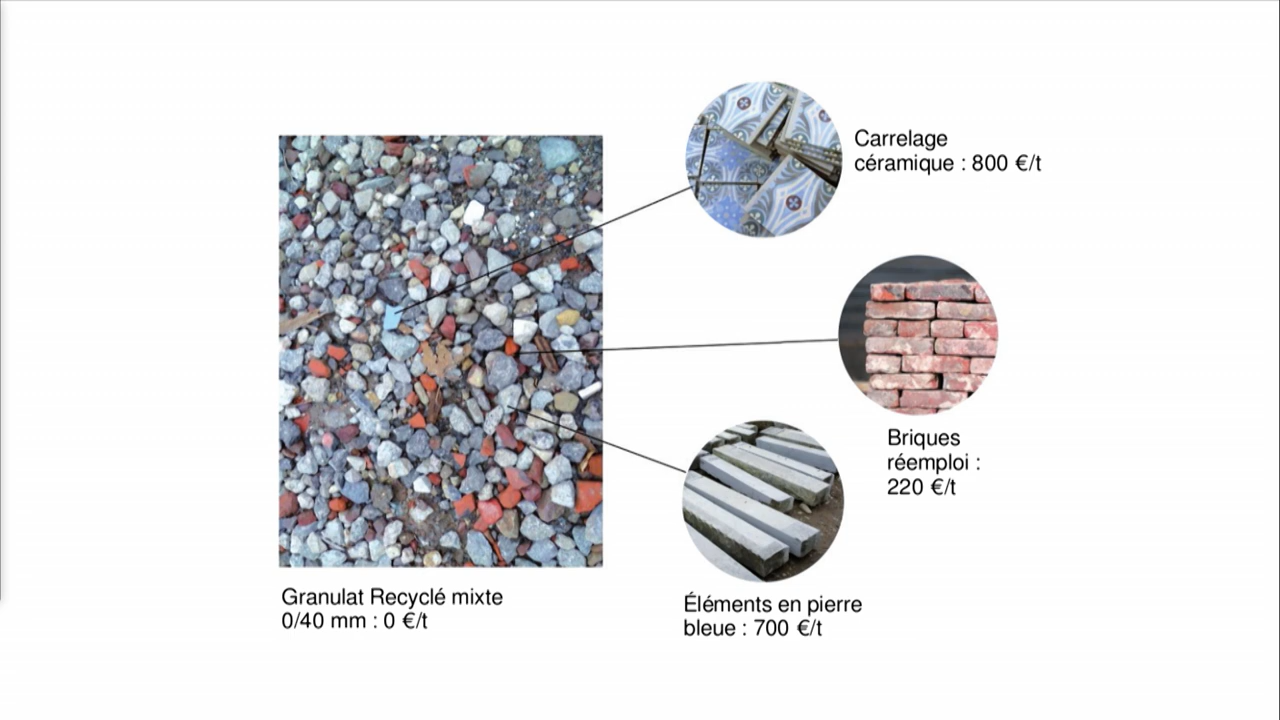 Carrelage
céramique : 800 €/t
Briques
réemploi :
220 €/t
Granulat Recyclé mixte
0/40 mm : 0 €/t
Éléments en pierre
bleue : 700 €/t